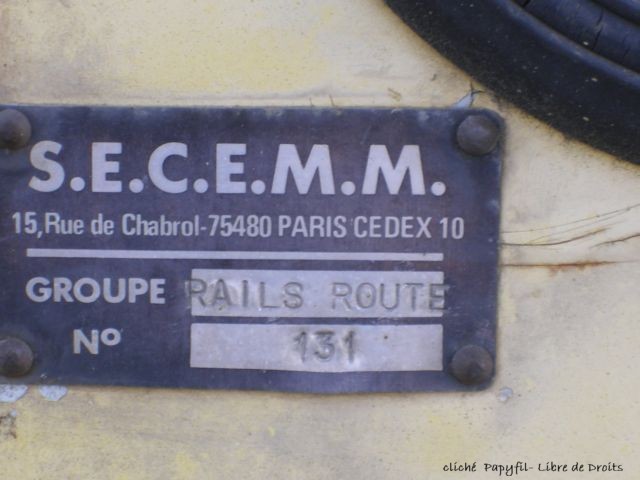 S.E.C.E.M.M.
15, Rue de Chabrol-75480 PARIS CEDEX 10
GROUPE RAILS ROUTE
Nº 131
cliché Papyfil- Libre de Droits